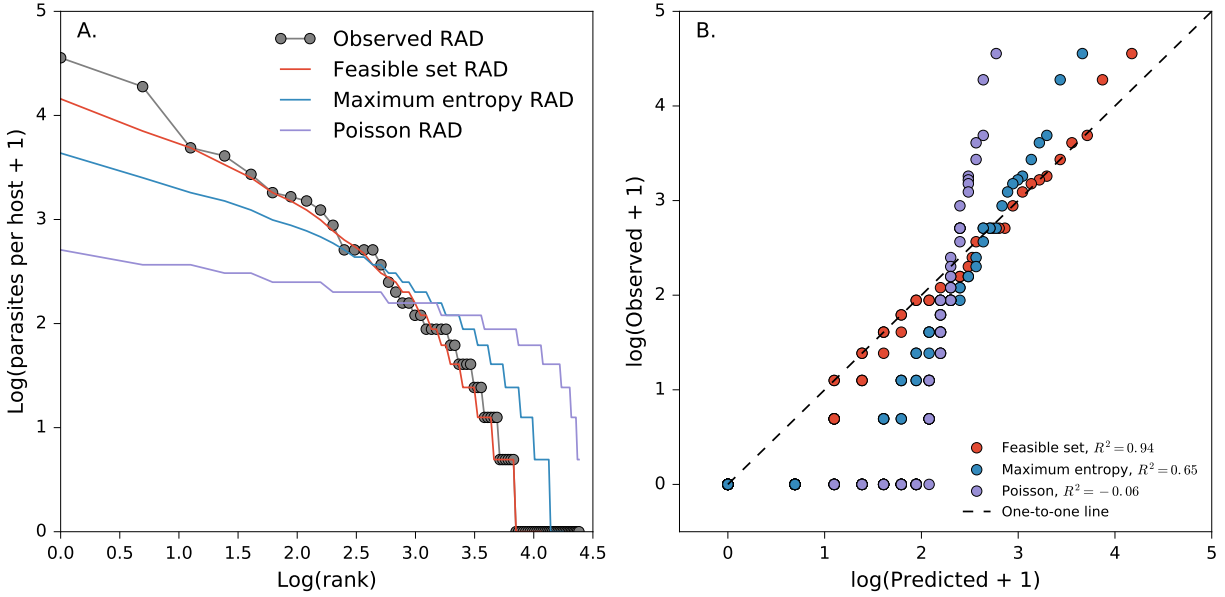 A.
Observed RAD
Feasible set RAD
Maximum entropy RAD
Poisson RAD
Log(parasites per host + 1)
5
4
3
2
1
0
0.0 0.5 1.0 1.5 2.0 2.5 3.0 3.5 4.0 4.5
Log(rank)
B.
log(Observed + 1)
5
4
3
2
1
0
Feasible set, R² = 0.94
Maximum entropy, R² = 0.65
Poisson, R² = −0.06
One-to-one line
0 1 2 3 4 5
log(Predicted + 1)